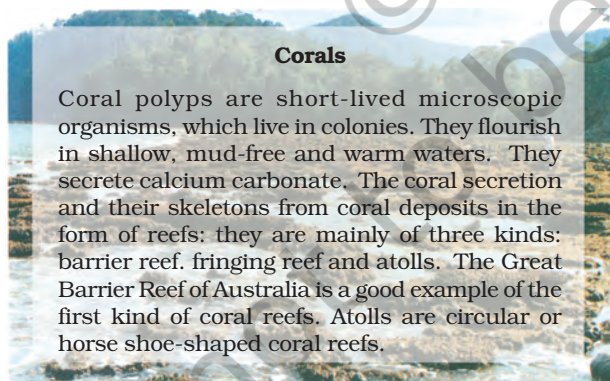 Corals
Coral polyps are short-lived microscopic
organisms, which live in colonies. They flourish
in shallow, mud-free and warm waters. They
secrete calcium carbonate. The coral secretion
and their skeletons from coral deposits in the
form of reefs: they are mainly of three kinds:
barrier reef. fringing reef and atolls. The Great
Barrier Reef of Australia is a good example of the
first kind of coral reefs. Atolls are circular or
horse shoe-shaped coral reefs.